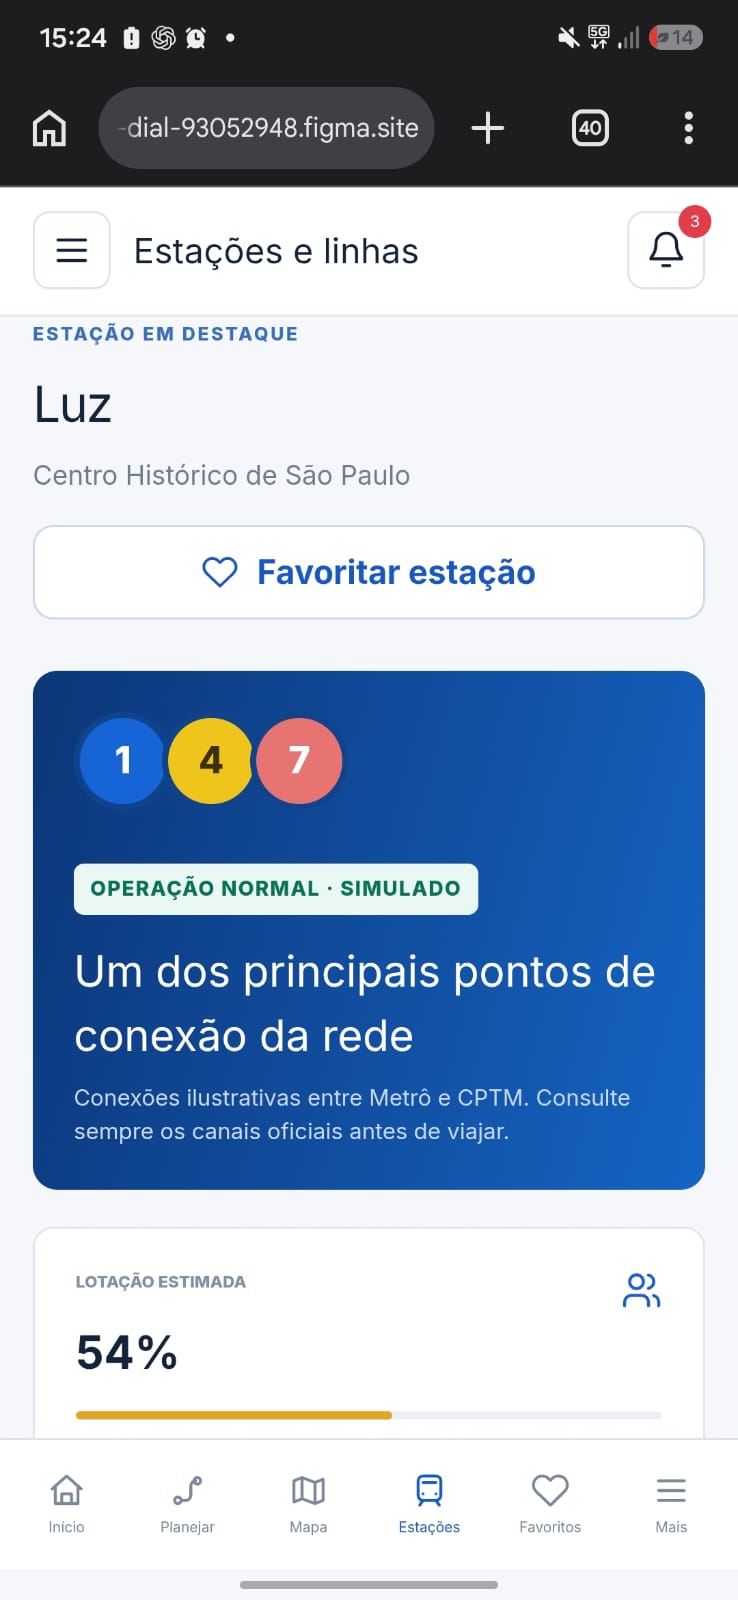 15:24
5G
14
-dial-93052948.figma.site
40
Estações e linhas
3
ESTAÇÃO EM DESTAQUE
Luz
Centro Histórico de São Paulo
Favoritar estação
1 4 7
OPERAÇÃO NORMAL · SIMULADO
Um dos principais pontos de
conexão da rede
Conexões ilustrativas entre Metrô e CPTM. Consulte
sempre os canais oficiais antes de viajar.
LOTAÇÃO ESTIMADA
54%
Início Planejar Mapa Estações Favoritos Mais